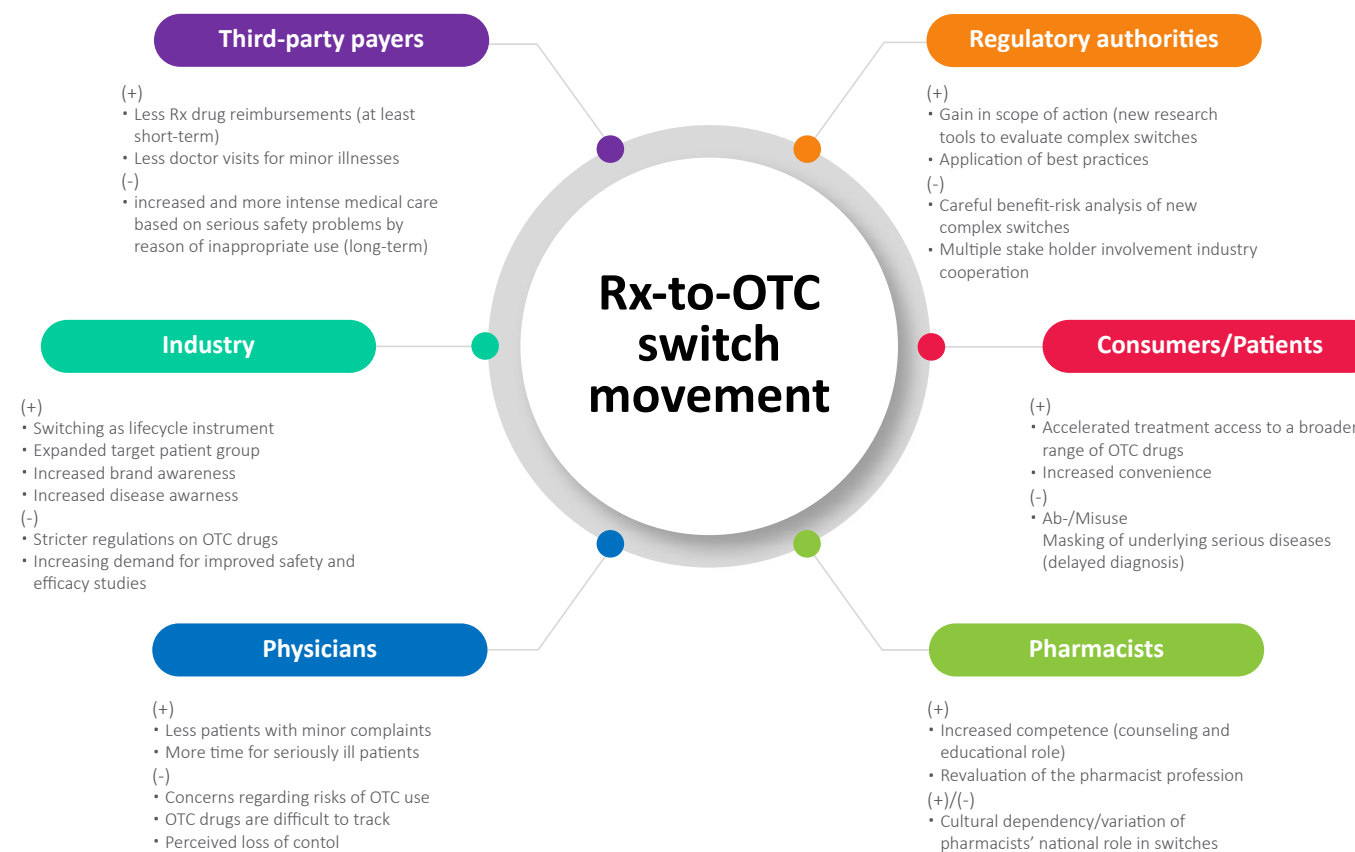 Third-party payers
(+)
• Less Rx drug reimbursements (at least
short-term)
• Less doctor visits for minor illnesses
(-)
• increased and more intense medical care
based on serious safety problems by
reason of inappropriate use (long-term)
Regulatory authorities
(+)
• Gain in scope of action (new research
tools to evaluate complex switches
• Application of best practices
(-)
• Careful benefit-risk analysis of new
complex switches
• Multiple stake holder involvement industry
cooperation
Rx-to-OTC
switch
movement
Industry
(+)
• Switching as lifecycle instrument
• Expanded target patient group
• Increased brand awareness
• Increased disease awarness
(-)
• Stricter regulations on OTC drugs
• Increasing demand for improved safety and
efficacy studies
Consumers/Patients
(+)
• Accelerated treatment access to a broader
range of OTC drugs
• Increased convenience
(-)
• Ab-/Misuse
Masking of underlying serious diseases
(delayed diagnosis)
Physicians
(+)
• Less patients with minor complaints
• More time for seriously ill patients
(-)
• Concerns regarding risks of OTC use
• OTC drugs are difficult to track
• Perceived loss of contol
Pharmacists
(+)
• Increased competence (counseling and
educational role)
• Revaluation of the pharmacist profession
(+)/(-)
• Cultural dependency/variation of
pharmacists’ national role in switches